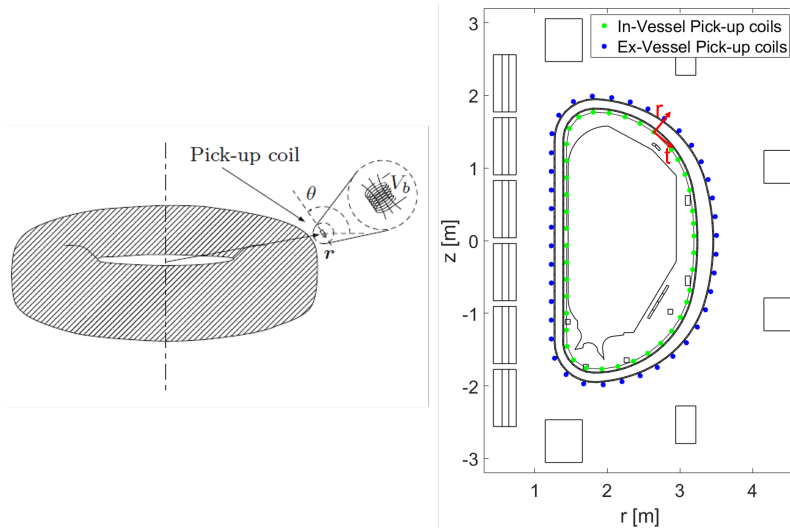 Pick-up coil
θ
V_b
r
In-Vessel Pick-up coils
Ex-Vessel Pick-up coils
r
t
3
2
1
0
-1
-2
-3
z [m]
1
2
3
4
r [m]